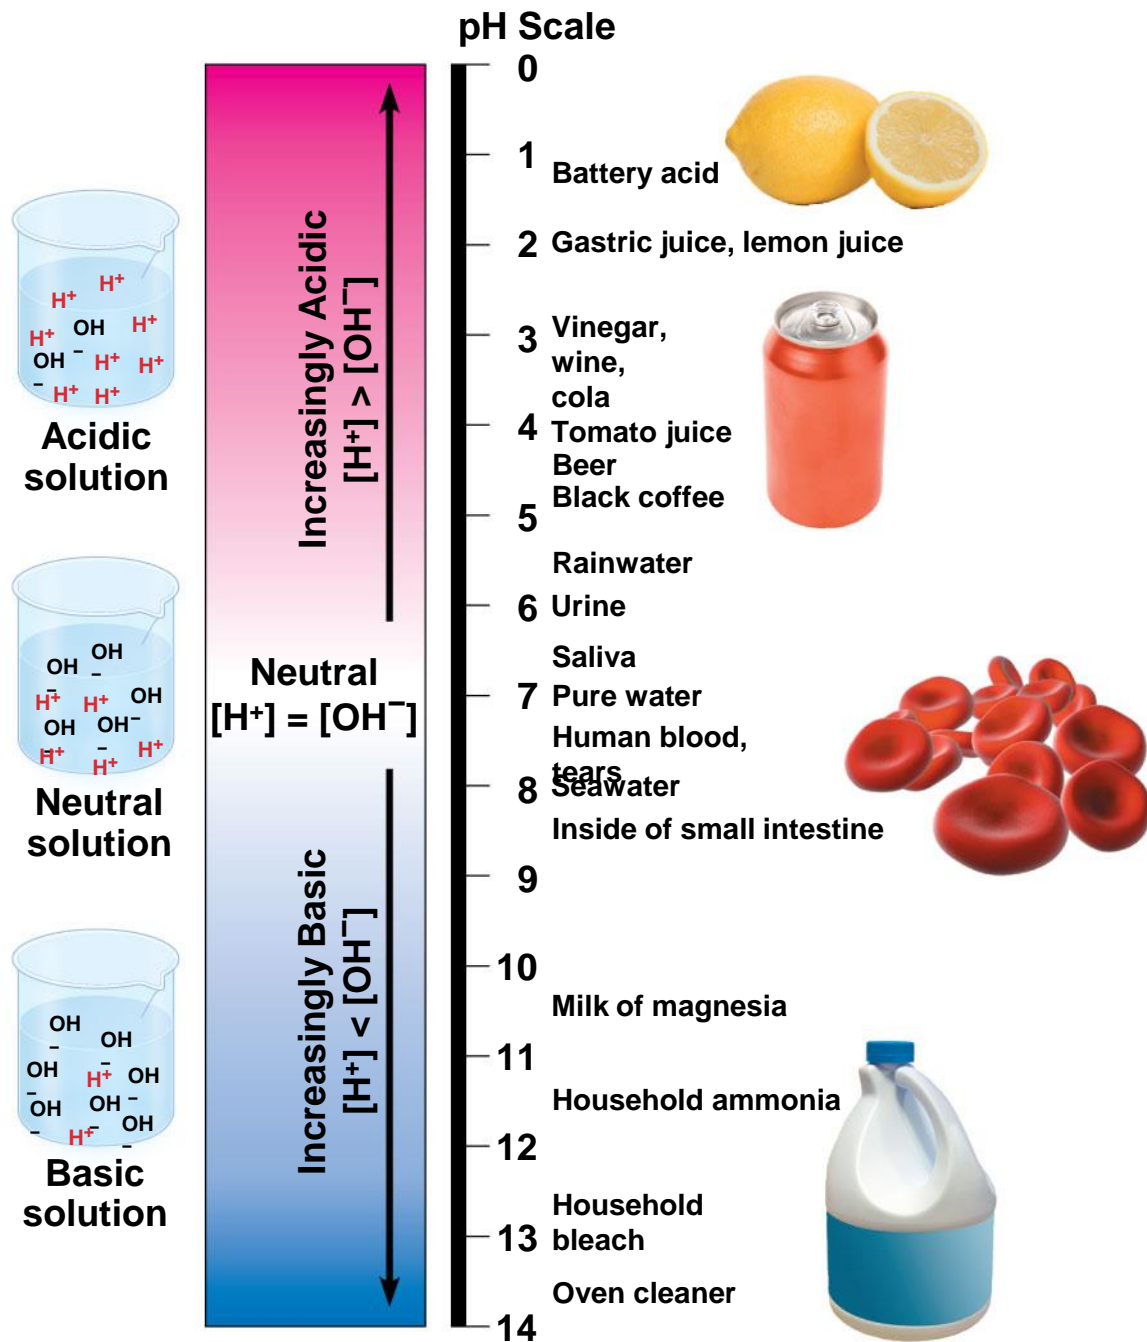 pH Scale
0
1
Battery acid
2
Gastric juice, lemon juice
3
Vinegar,
wine,
cola
4
Tomato juice
Beer
Black coffee
5
Rainwater
6
Urine
Saliva
7
Pure water
Human blood,
tears
8
Seawater
Inside of small intestine
9
10
Milk of magnesia
11
Household ammonia
12
Household
bleach
13
Oven cleaner
14
Increasingly Acidic
[H⁺] > [OH⁻]
Neutral
[H⁺] = [OH⁻]
Increasingly Basic
[H⁺] < [OH⁻]
H⁺ H⁺
OH⁻ H⁺
H⁺
OH⁻ H⁺ H⁺
H⁺ H⁺
Acidic
solution
OH⁻ OH⁻
H⁺ H⁺ OH
OH⁻ OH⁻
H⁺ H⁺ H⁺
Neutral
solution
OH⁻ OH⁻
OH⁻ H⁺ OH⁻
OH⁻ OH⁻ OH⁻
H⁺
Basic
solution